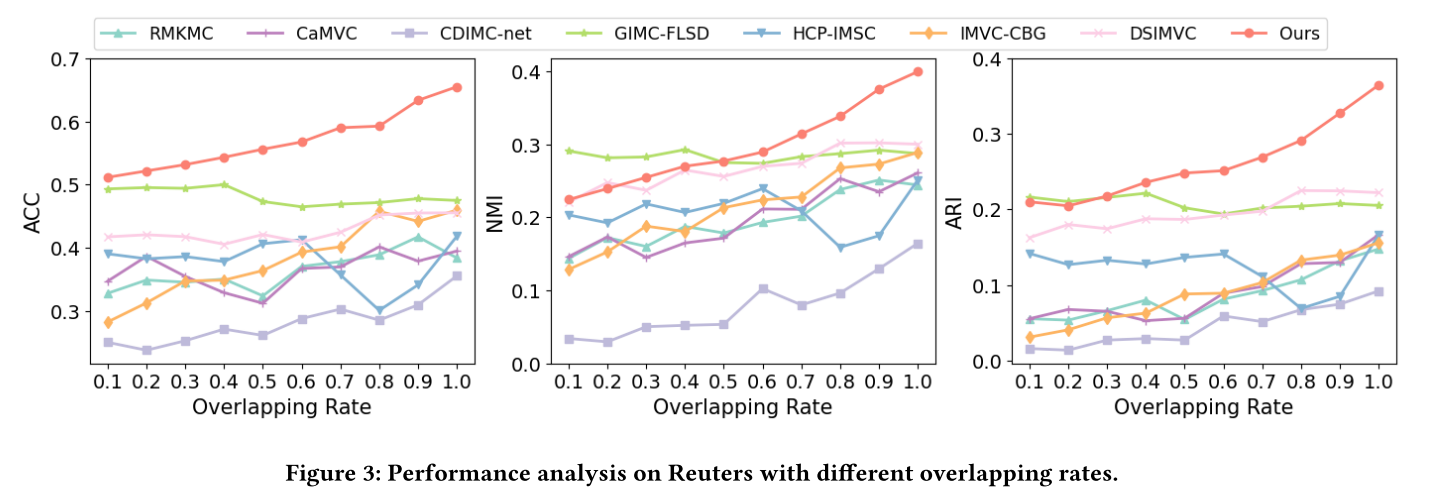 RMKMC CaMVC CDIMC-net GIMC-FLSD HCP-IMSC IMVC-CBG DSIMVC Ours
ACC
0.7
0.6
0.5
0.4
0.3
0.1 0.2 0.3 0.4 0.5 0.6 0.7 0.8 0.9 1.0
Overlapping Rate
NMI
0.4
0.3
0.2
0.1
0.0
0.1 0.2 0.3 0.4 0.5 0.6 0.7 0.8 0.9 1.0
Overlapping Rate
ARI
0.4
0.3
0.2
0.1
0.0
0.1 0.2 0.3 0.4 0.5 0.6 0.7 0.8 0.9 1.0
Overlapping Rate
Figure 3: Performance analysis on Reuters with different overlapping rates.